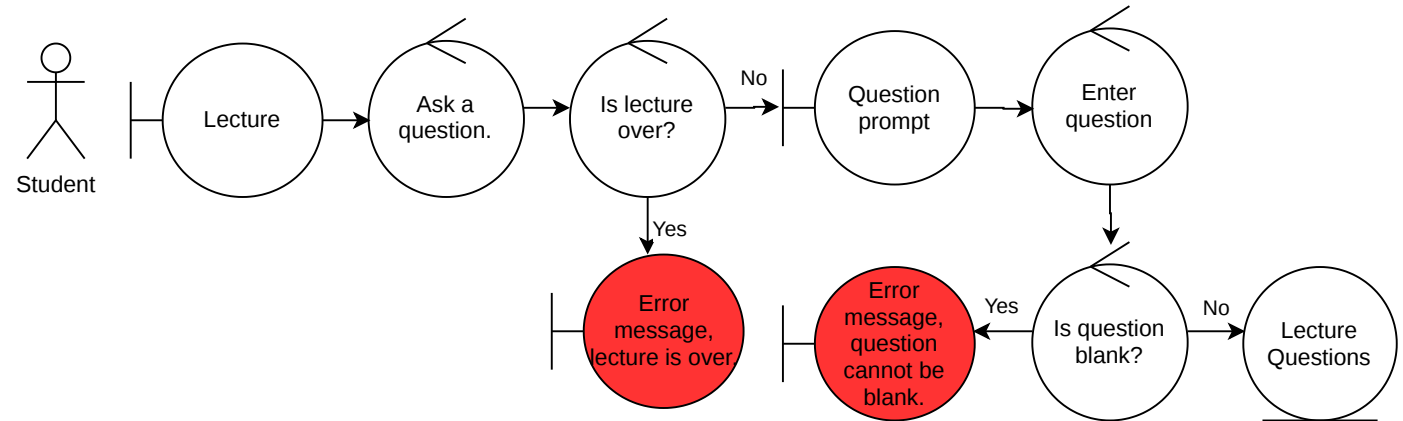 Student
Lecture
Ask a
question.
Is lecture
over?
No
Question
prompt
Enter
question
Yes
Error
message,
lecture is over.
Error
message,
question
cannot be
blank.
Yes
Is question
blank?
No
Lecture
Questions